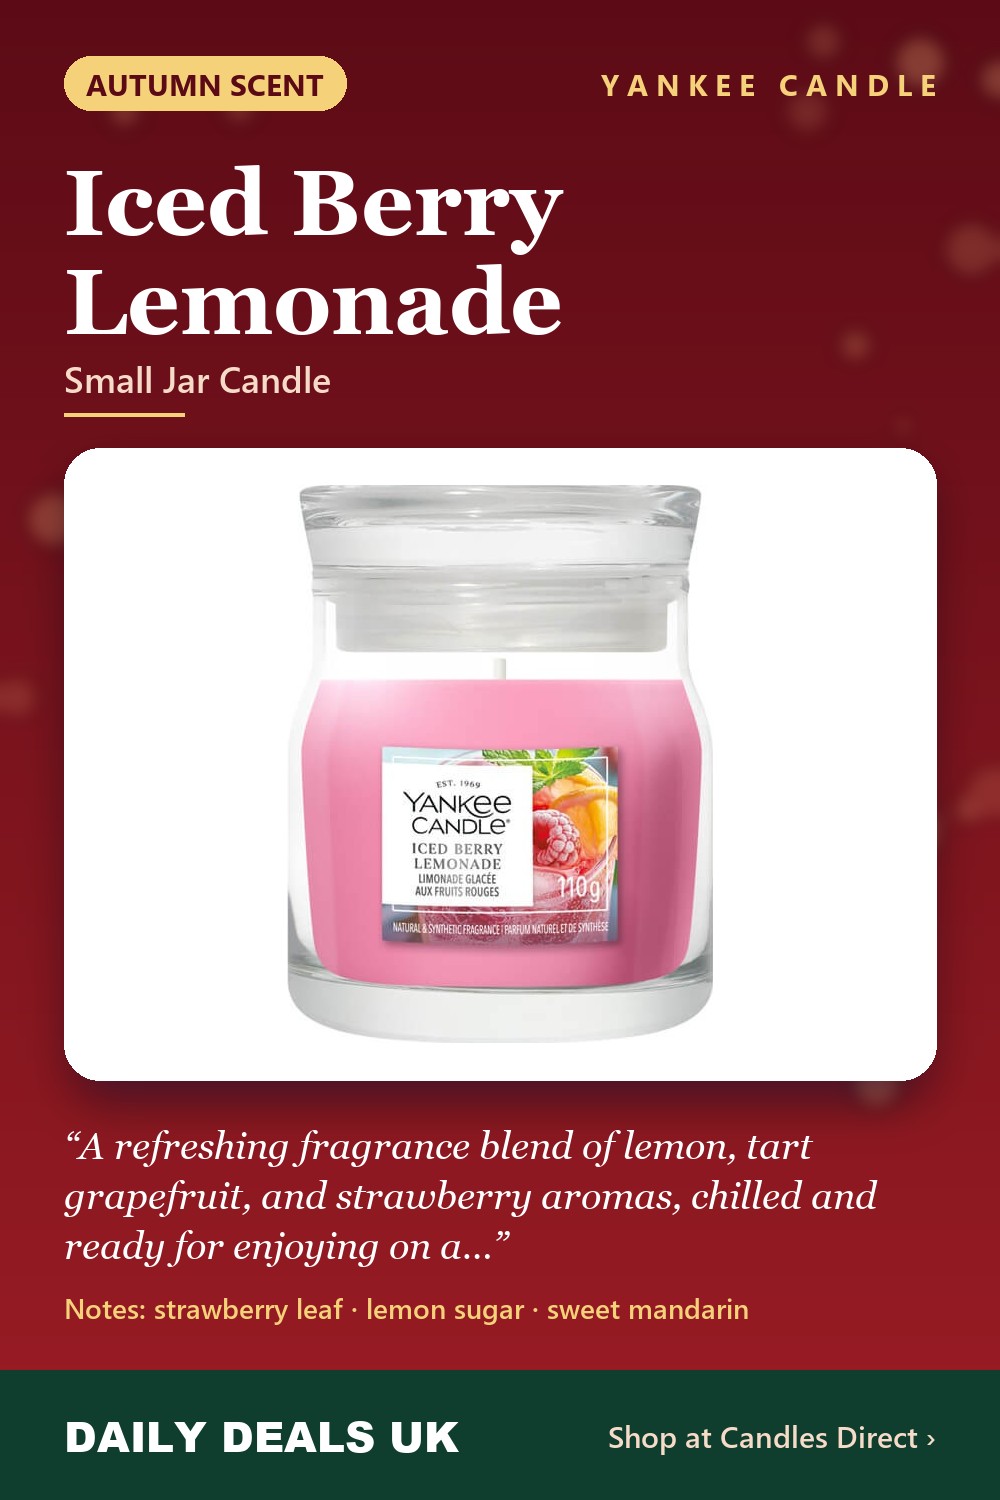 AUTUMN SCENT
YANKEE CANDLE
Iced Berry
Lemonade
Small Jar Candle
EST. 1969
YANKEE
CANDLE®
ICED BERRY
LEMONADE
LIMONADE GLACÉE
AUX FRUITS ROUGES
110g
NATURAL & SYNTHETIC FRAGRANCE | PARFUM NATUREL ET DE SYNTHÈSE
“A refreshing fragrance blend of lemon, tart
grapefruit, and strawberry aromas, chilled and
ready for enjoying on a...”
Notes: strawberry leaf · lemon sugar · sweet mandarin
DAILY DEALS UK
Shop at Candles Direct ›